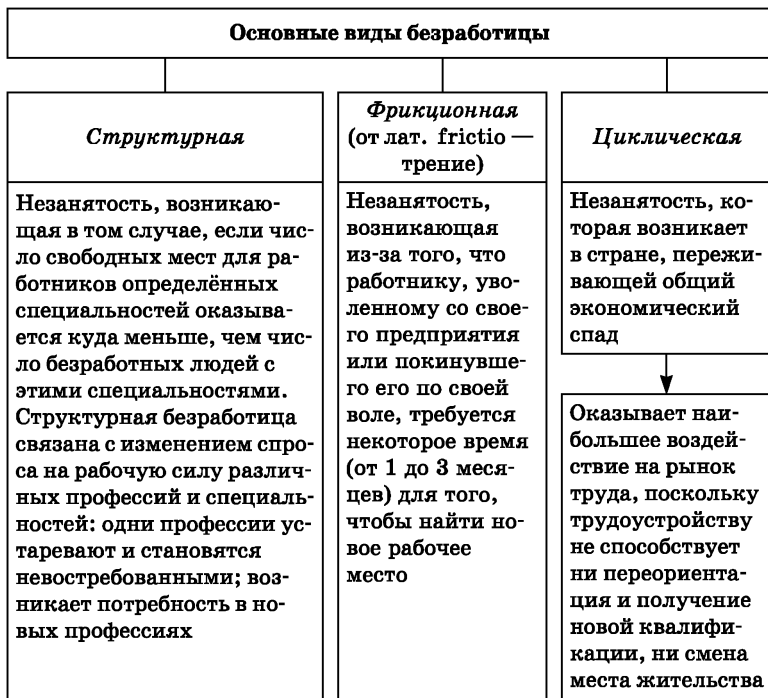 Основные виды безработицы
Структурная
Незанятость, возникаю-
щая в том случае, если чис-
ло свободных мест для ра-
ботников определённых
специальностей оказыва-
ется куда меньше, чем чис-
ло безработных людей с
этими специальностями.
Структурная безработица
связана с изменением спро-
са на рабочую силу различ-
ных профессий и специаль-
ностей: одни профессии ус-
таревают и становятся
невостребованными; воз-
никает потребность в но-
вых профессиях
Фрикционная
(от лат. frictio —
трение)
Незанятость,
возникающая
из-за того, что
работнику, уво-
ленному со свое-
го предприятия
или покинувше-
го его по своей
воле, требуется
некоторое время
(от 1 до 3 меся-
цев) для того,
чтобы найти но-
вое рабочее
место
Циклическая
Незанятость, ко-
торая возникает
в стране, пережи-
вающей общий
экономический
спад
Оказывает наи-
большее воздей-
ствие на рынок
труда, поскольку
трудоустройству
не способствует
ни переориента-
ция и получение
новой квалифи-
кации, ни смена
места жительства